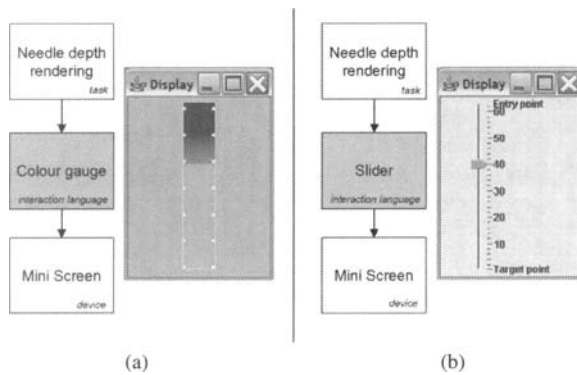 Needle depth
rendering
task
Display
Colour gauge
interaction language
Mini Screen
device
(a)
Needle depth
rendering
task
Display
Entry point
60
50
Slider
40
interaction language
30
20
Mini Screen
10
device
Target point
(b)